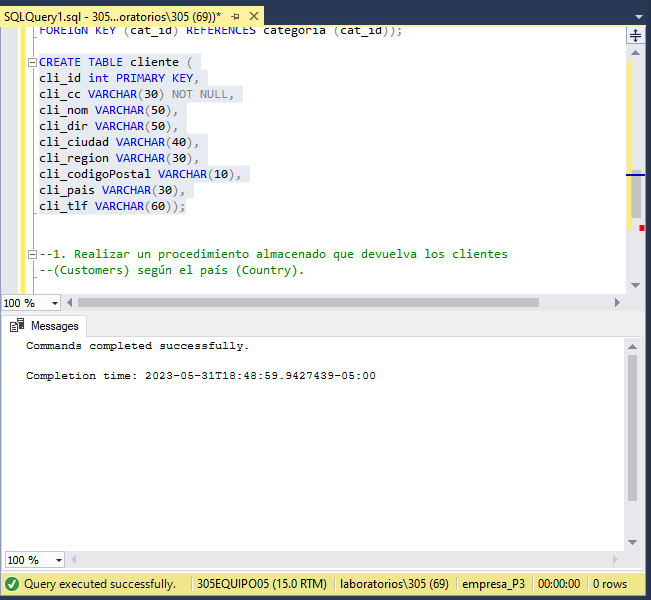 SQLQuery1.sql - 305...oratorios\305 (69))*
FOREIGN KEY (cat_id) REFERENCES categoria (cat_id));
CREATE TABLE cliente (
cli_id int PRIMARY KEY,
cli_cc VARCHAR(30) NOT NULL,
cli_nom VARCHAR(50),
cli_dir VARCHAR(50),
cli_ciudad VARCHAR(40),
cli_region VARCHAR(30),
cli_codigoPostal VARCHAR(10),
cli_pais VARCHAR(30),
cli_tlf VARCHAR(60));
--1. Realizar un procedimiento almacenado que devuelva los clientes
--(Customers) según el país (Country).
100 %
Messages
Commands completed successfully.
Completion time: 2023-05-31T18:48:59.9427439-05:00
100 %
Query executed successfully. 305EQUIPO05 (15.0 RTM) laboratorios\305 (69) empresa_P3 00:00:00 0 rows